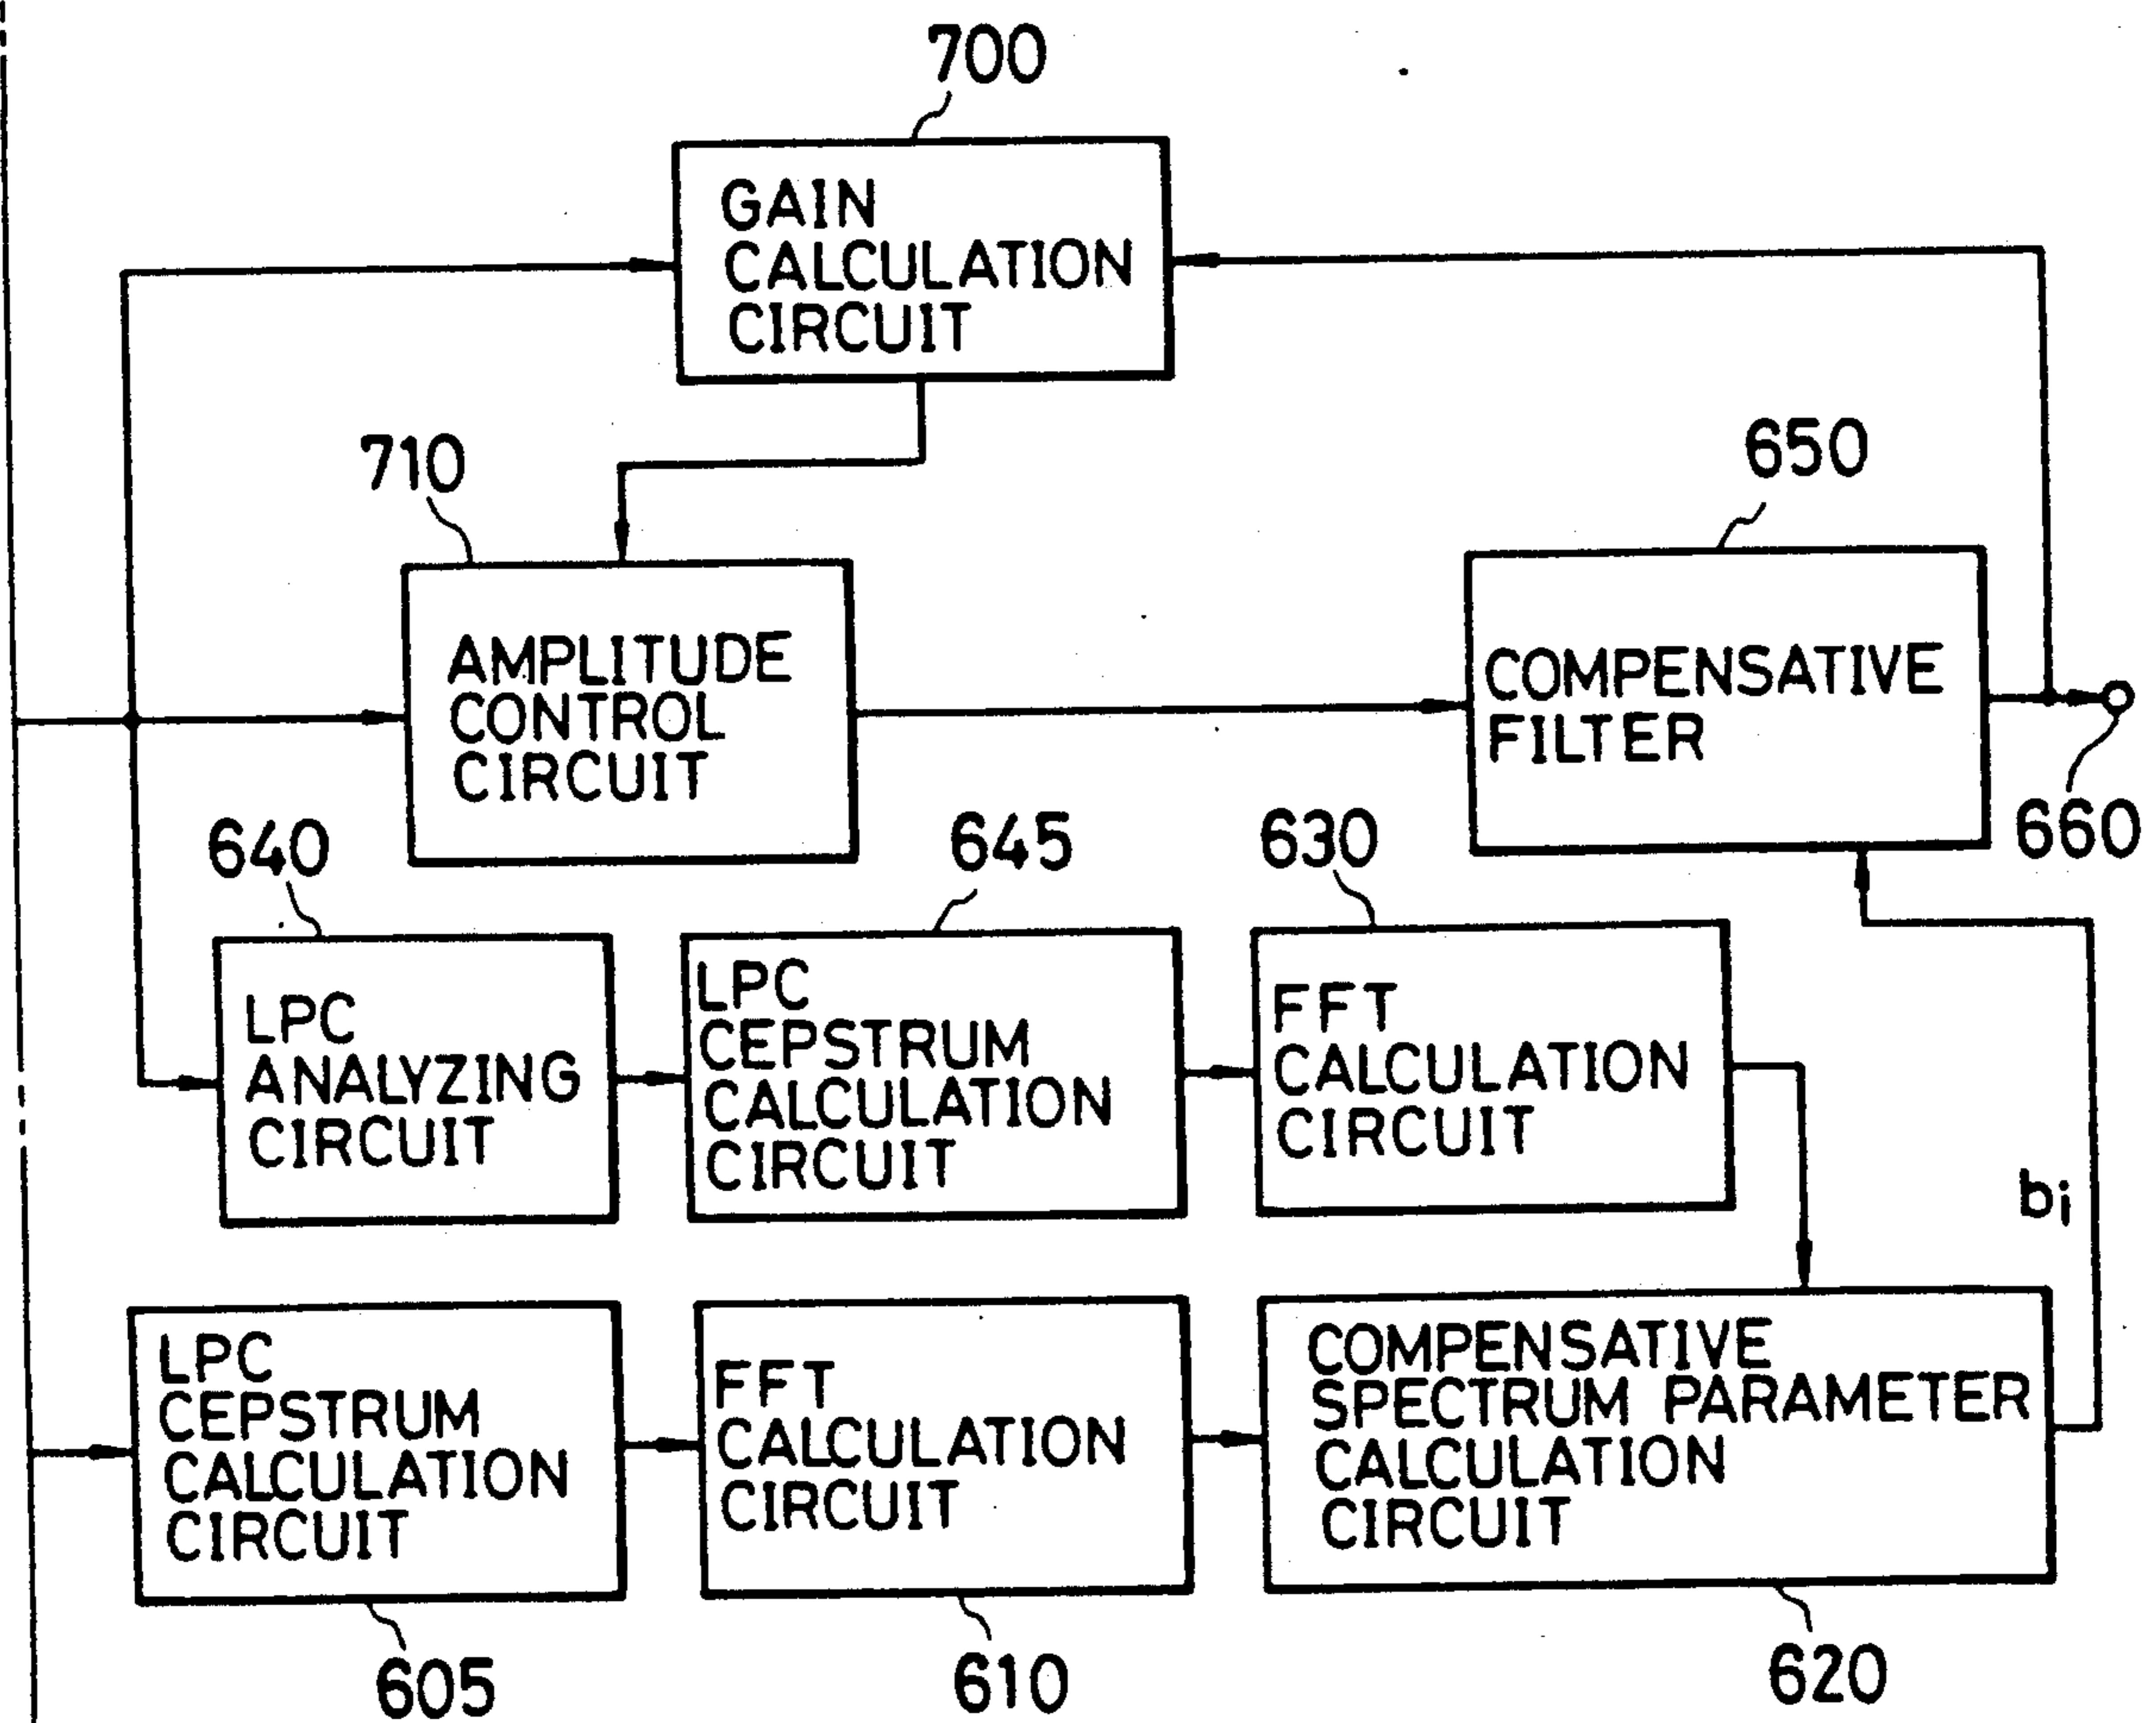 700
GAIN
CALCULATION
CIRCUIT
710
650
AMPLITUDE
CONTROL
CIRCUIT
COMPENSATIVE
FILTER
660
640
645
630
LPC
ANALYZING
CIRCUIT
LPC
CEPSTRUM
CALCULATION
CIRCUIT
FFT
CALCULATION
CIRCUIT
bi
LPC
CEPSTRUM
CALCULATION
CIRCUIT
FFT
CALCULATION
CIRCUIT
COMPENSATIVE
SPECTRUM PARAMETER
CALCULATION
CIRCUIT
605
610
620